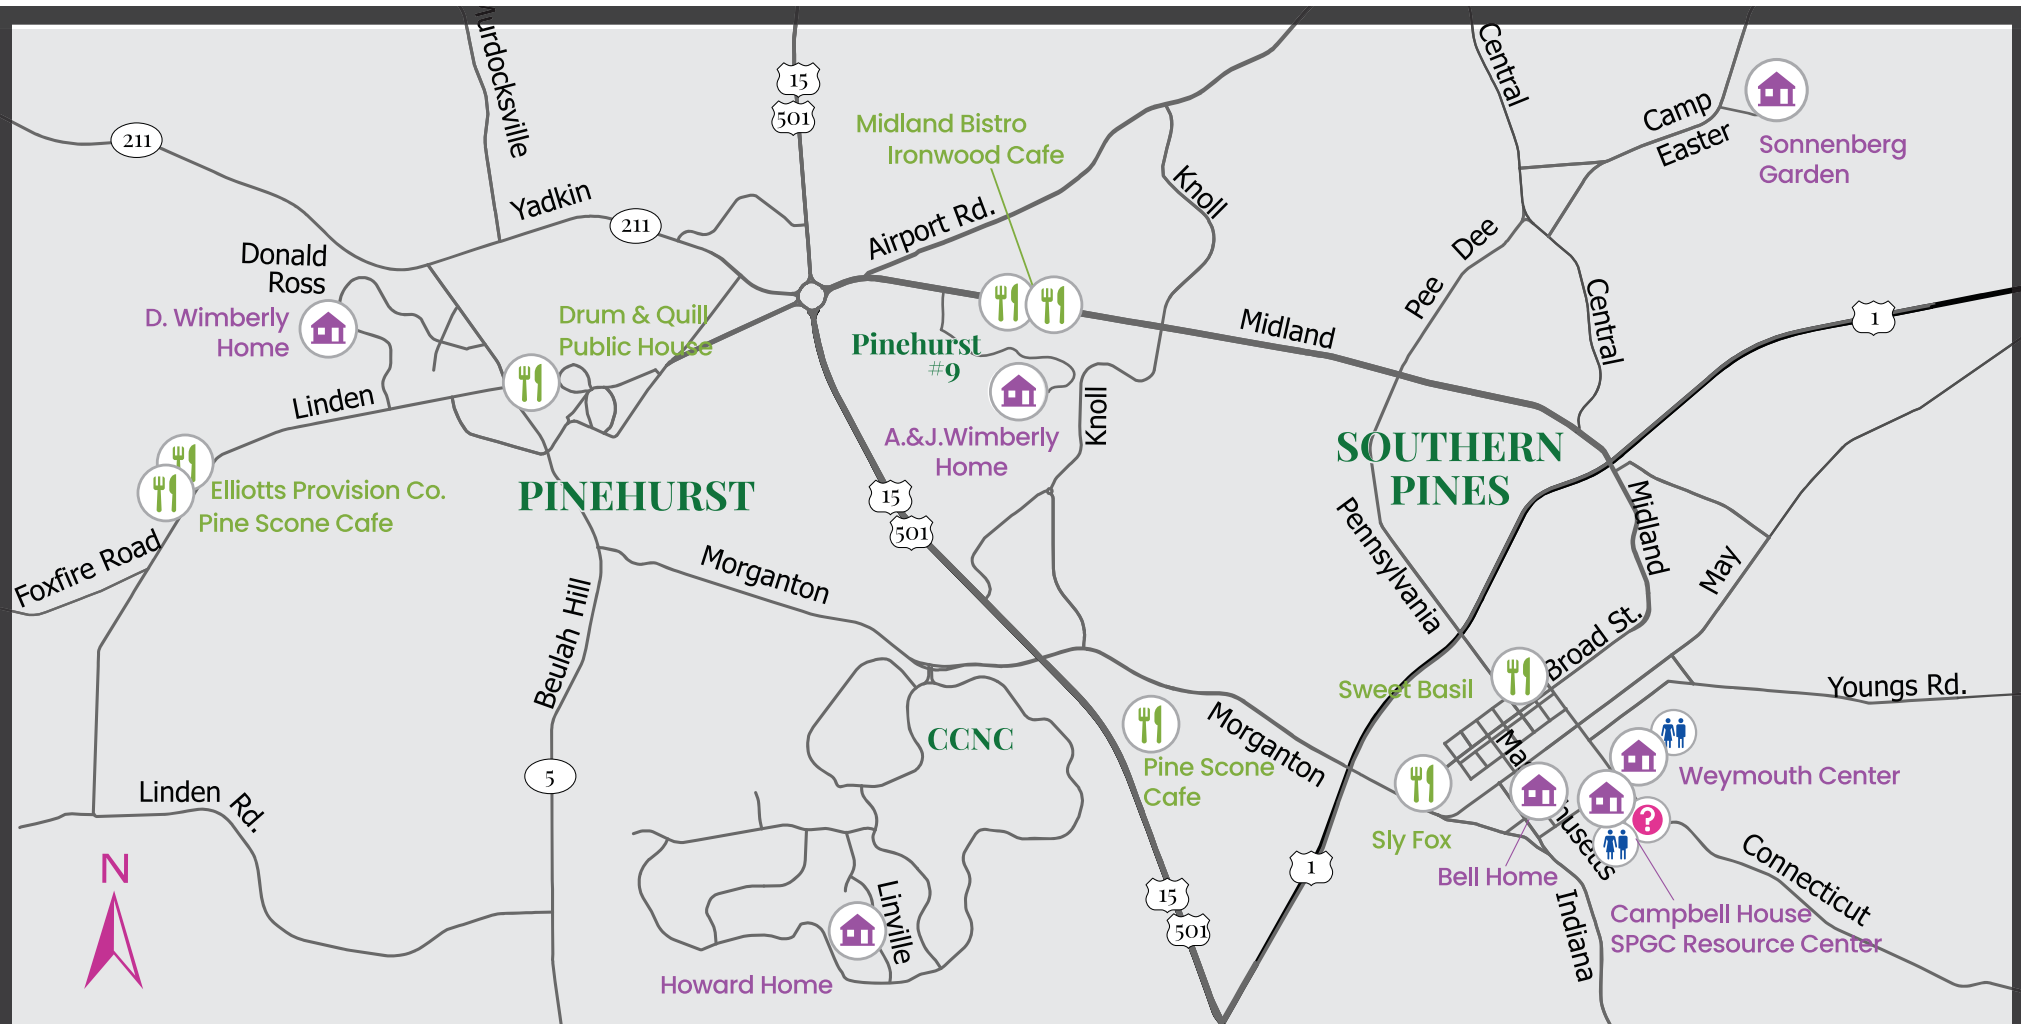 Murdocksville
15
501
211
Yadkin
211
Donald
Ross
D. Wimberly
Home
Drum & Quill
Public House
Linden
Elliotts Provision Co.
Pine Scone Cafe
Foxfire Road
PINEHURST
Midland Bistro
Ironwood Cafe
Airport Rd.
Knoll
Pinehurst
#9
A.&J.Wimberly
Home
Knoll
15
501
Central
Camp
Easter
Sonnenberg
Garden
Pee Dee
Central
1
Midland
SOUTHERN
PINES
Midland
Pennsylvania
May
Broad St.
Youngs Rd.
Sweet Basil
Morganton
Beulah Hill
CCNC
Pine Scone
Cafe
Morganton
Weymouth Center
Sly Fox
Bell Home
?
Connecticut
Campbell House
SPGC Resource Center
Indiana
1
15
501
5
Linden Rd.
N
Linville
Howard Home